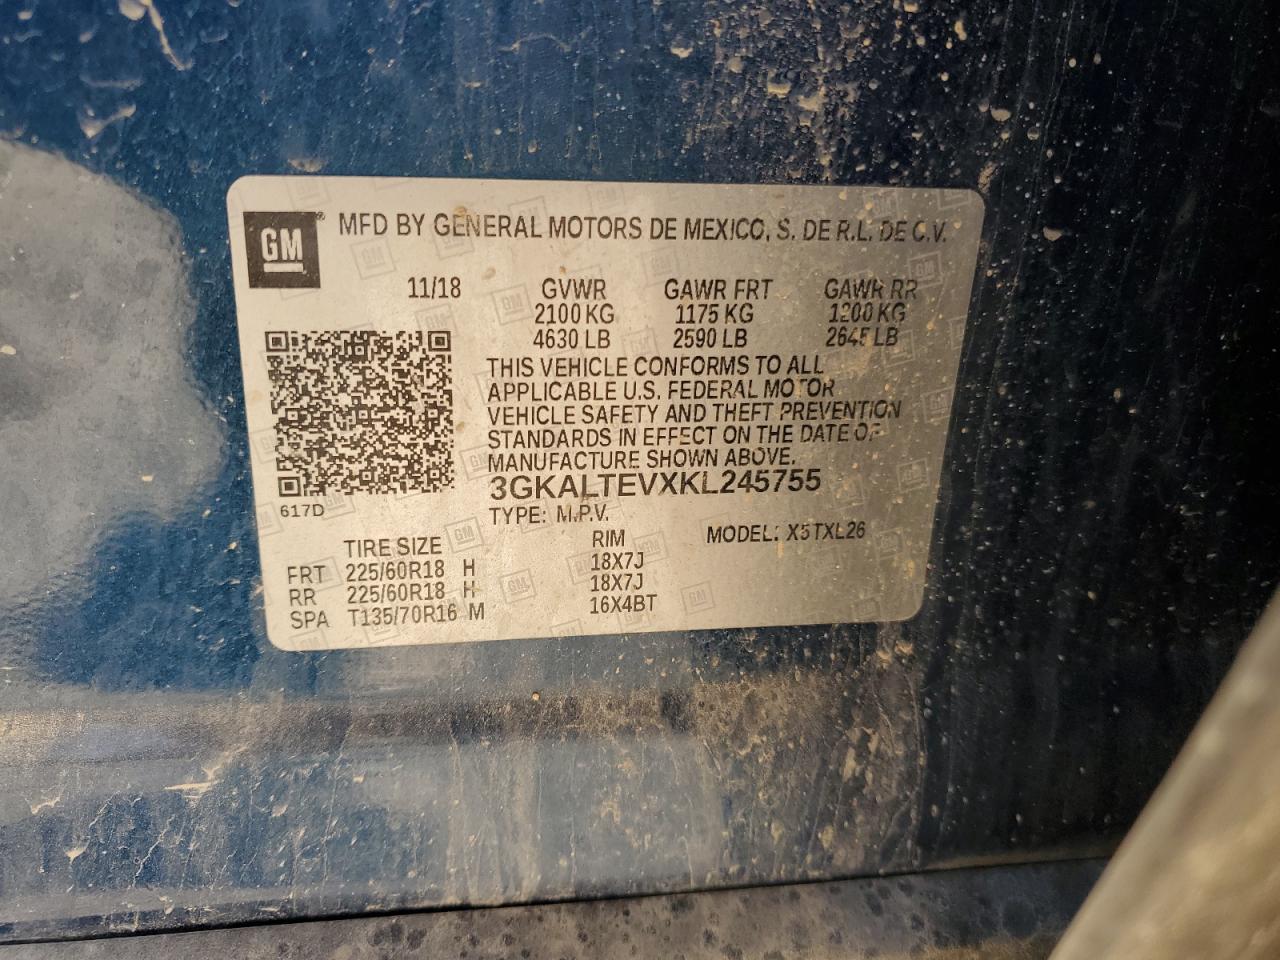 GM® MFD BY GENERAL MOTORS DE MEXICO, S. DE R.L. DE C.V.
11/18 GVWR GAWR FRT GAWR RR
2100 KG 1175 KG 1200 KG
4630 LB 2590 LB 2645 LB
THIS VEHICLE CONFORMS TO ALL
APPLICABLE U.S. FEDERAL MOTOR
VEHICLE SAFETY AND THEFT PREVENTION
STANDARDS IN EFFECT ON THE DATE OF
MANUFACTURE SHOWN ABOVE.
3GKALTEVXKL245755
617D
TYPE: M.P.V. MODEL: X5TXL26
TIRE SIZE RIM
FRT 225/60R18 H 18X7J
RR 225/60R18 H 18X7J
SPA T135/70R16 M 16X4BT